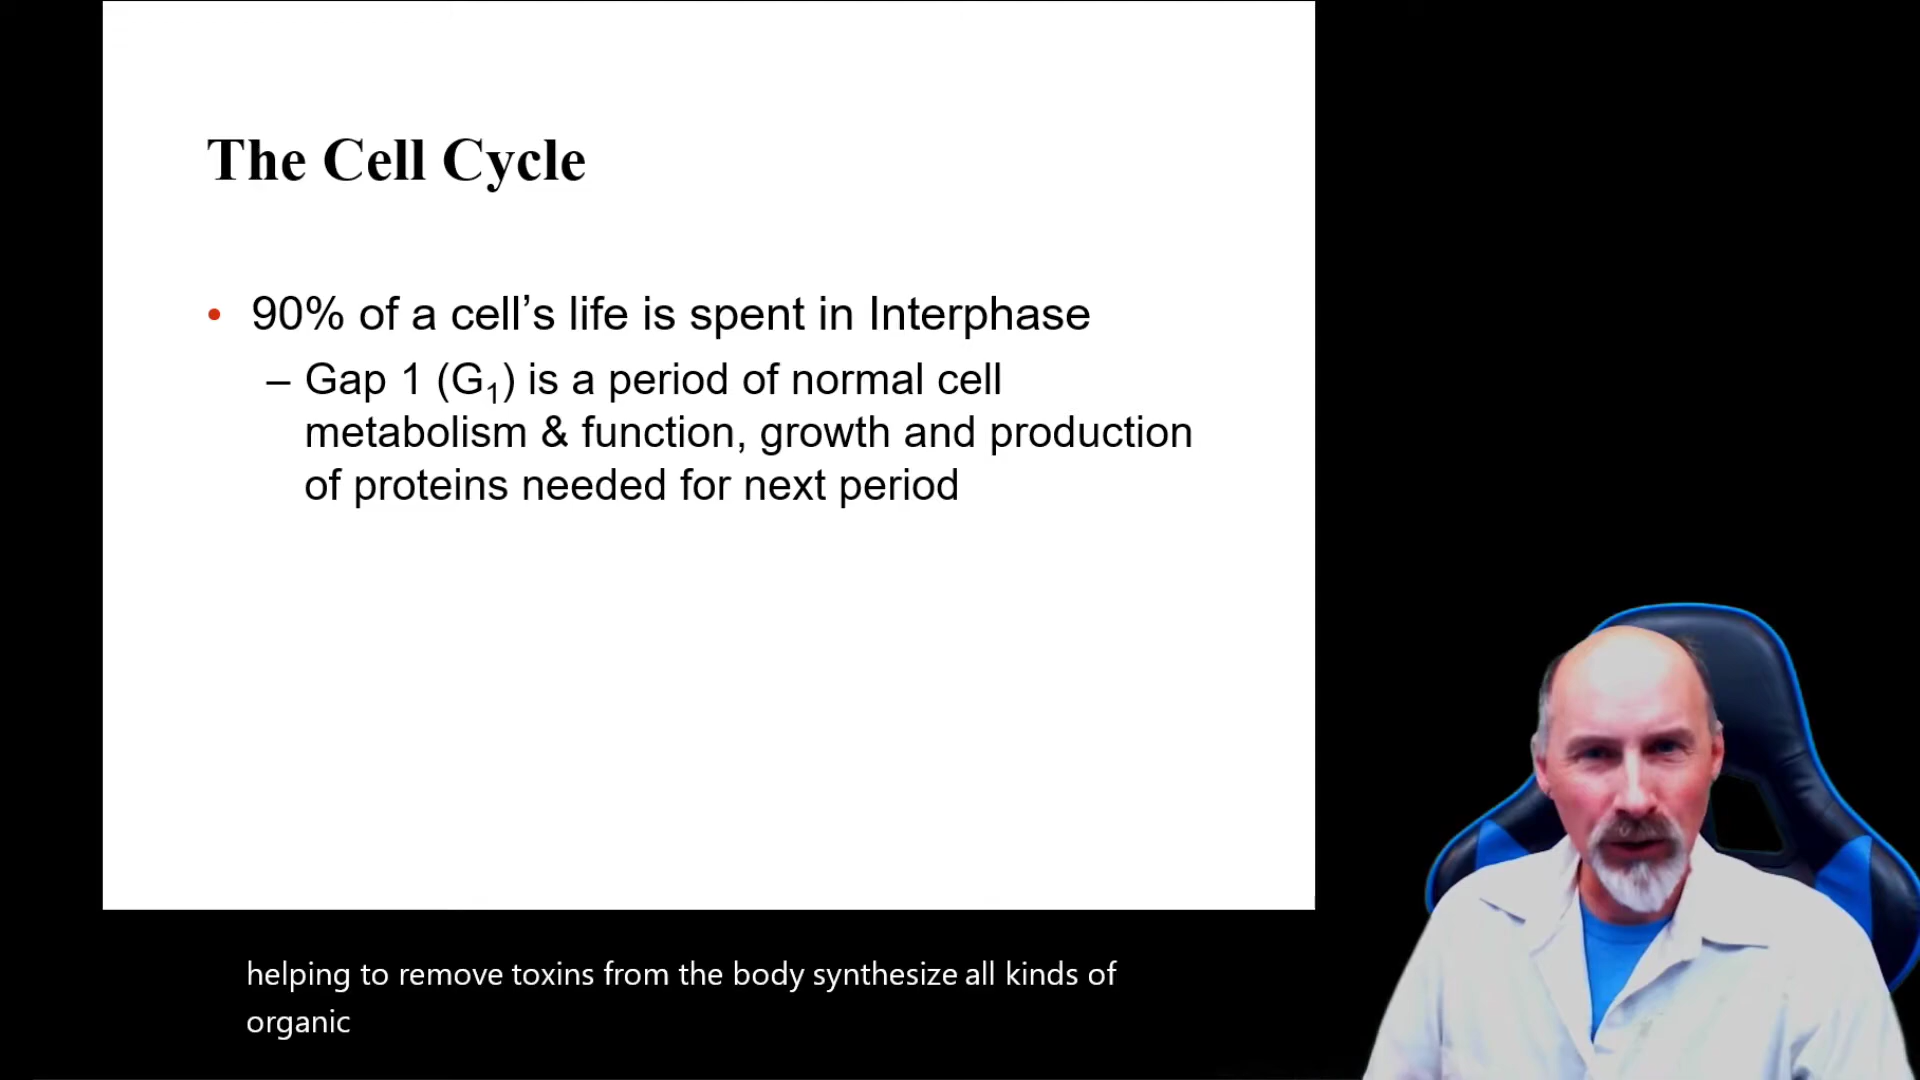 The Cell Cycle
• 90% of a cell’s life is spent in Interphase
– Gap 1 (G₁) is a period of normal cell
metabolism & function, growth and production
of proteins needed for next period
helping to remove toxins from the body synthesize all kinds of
organic